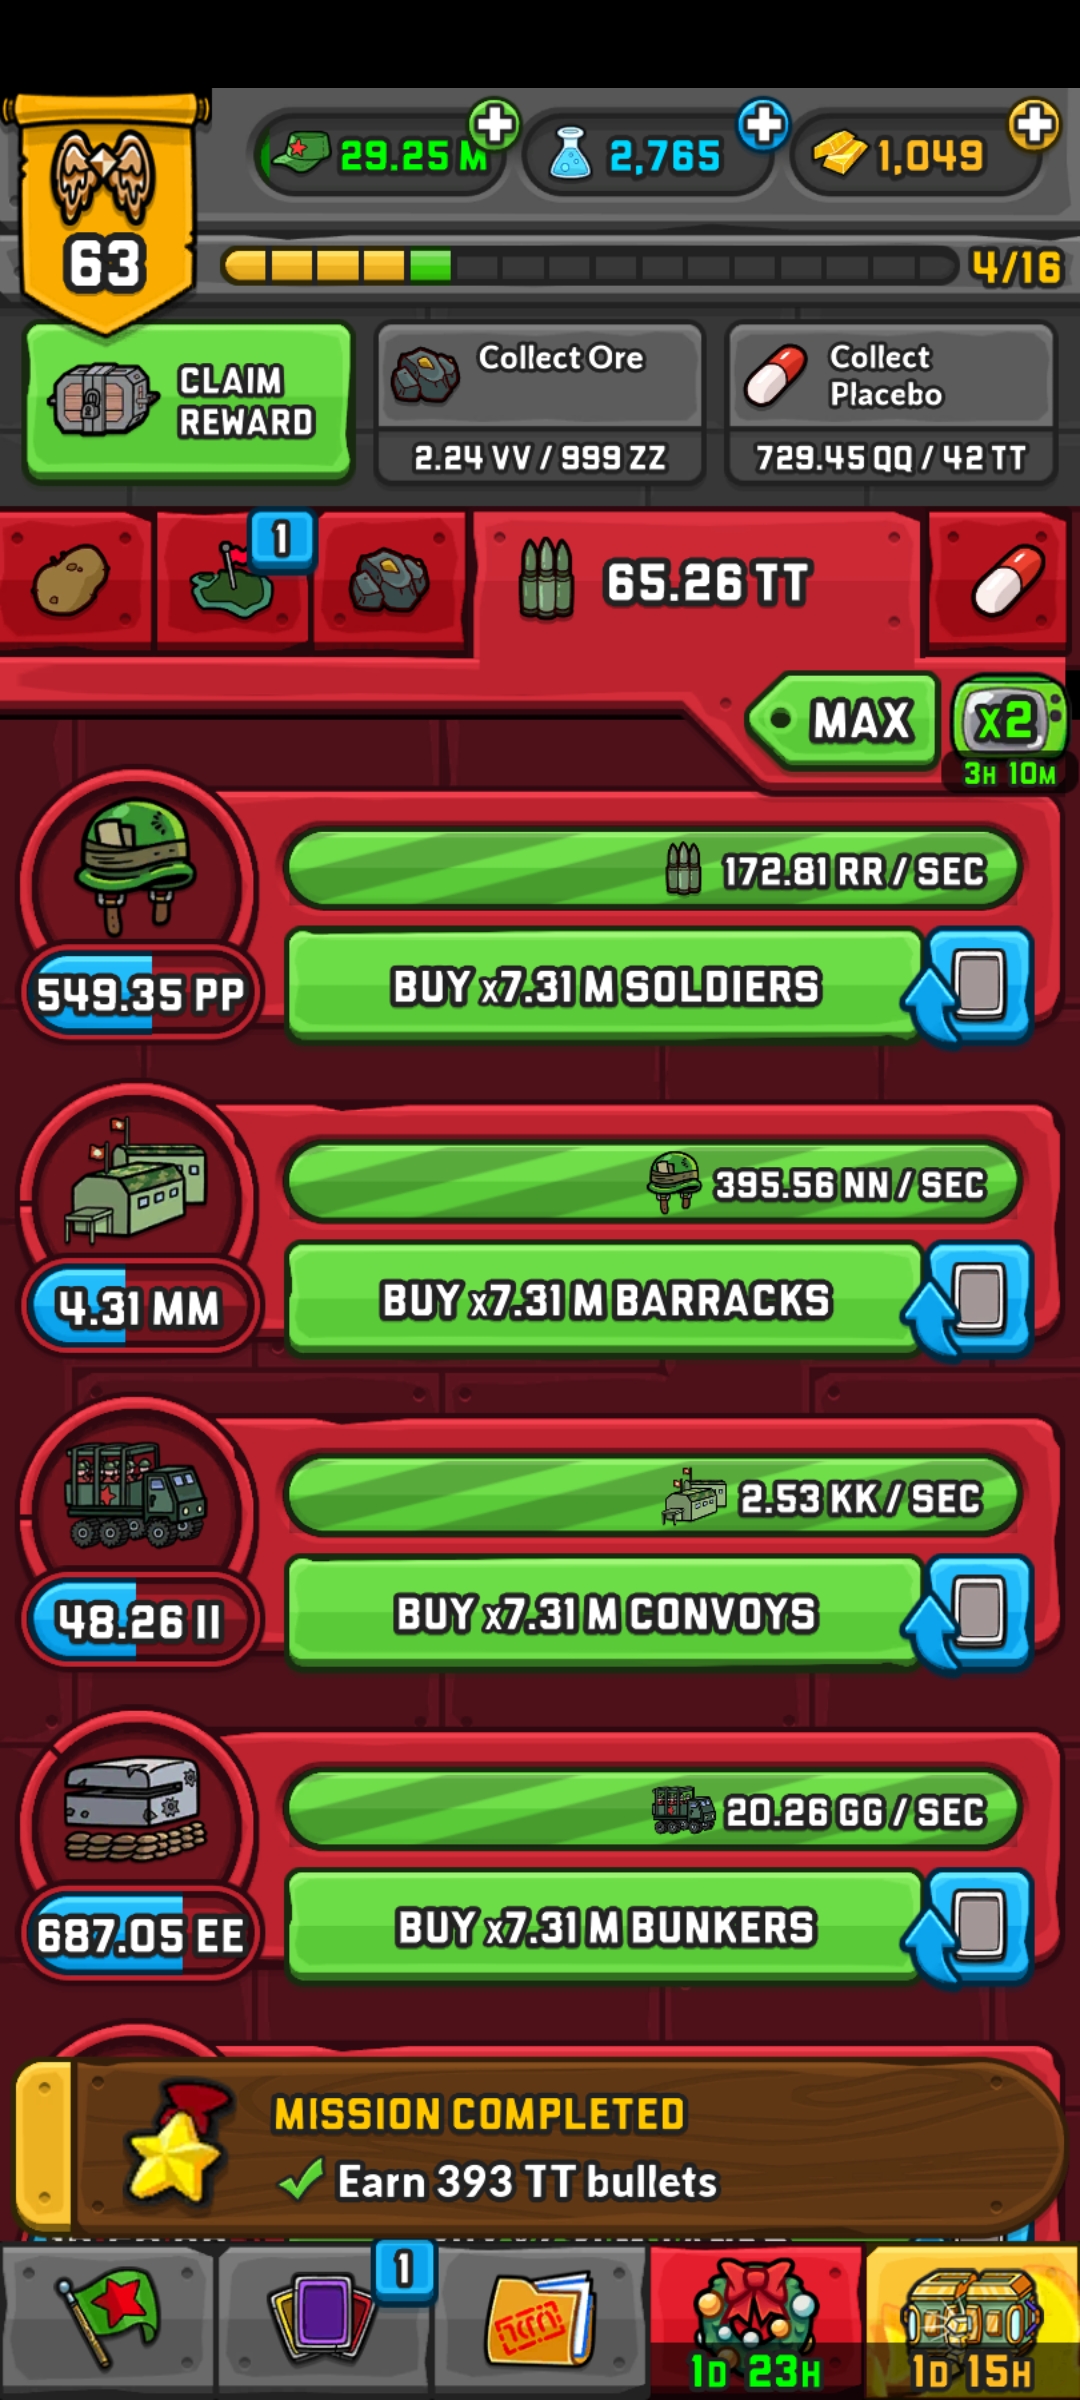 29.25 M
2,765
1,049
63
4/16
CLAIM
REWARD
Collect Ore
2.24 VV / 999 ZZ
Collect
Placebo
729.45 QQ / 42 TT
1
65.26 TT
MAX
x2
3H 10M
172.81 RR / SEC
549.35 PP
BUY x7.31 M SOLDIERS
395.56 NN / SEC
4.31 MM
BUY x7.31 M BARRACKS
2.53 KK / SEC
48.26 II
BUY x7.31 M CONVOYS
20.26 GG / SEC
687.05 EE
BUY x7.31 M BUNKERS
MISSION COMPLETED
Earn 393 TT bullets
1
1D 23H
1D 15H